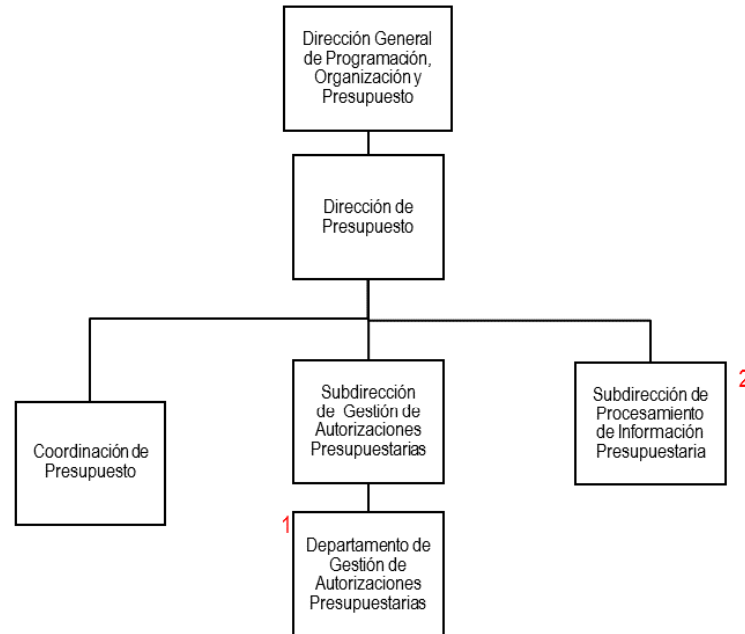 Dirección General
de Programación,
Organización y
Presupuesto
Dirección de
Presupuesto
Coordinación de
Presupuesto
Subdirección
de Gestión de
Autorizaciones
Presupuestarias
Subdirección de
Procesamiento
de Información
Presupuestaria
2
1
Departamento de
Gestión de
Autorizaciones
Presupuestarias